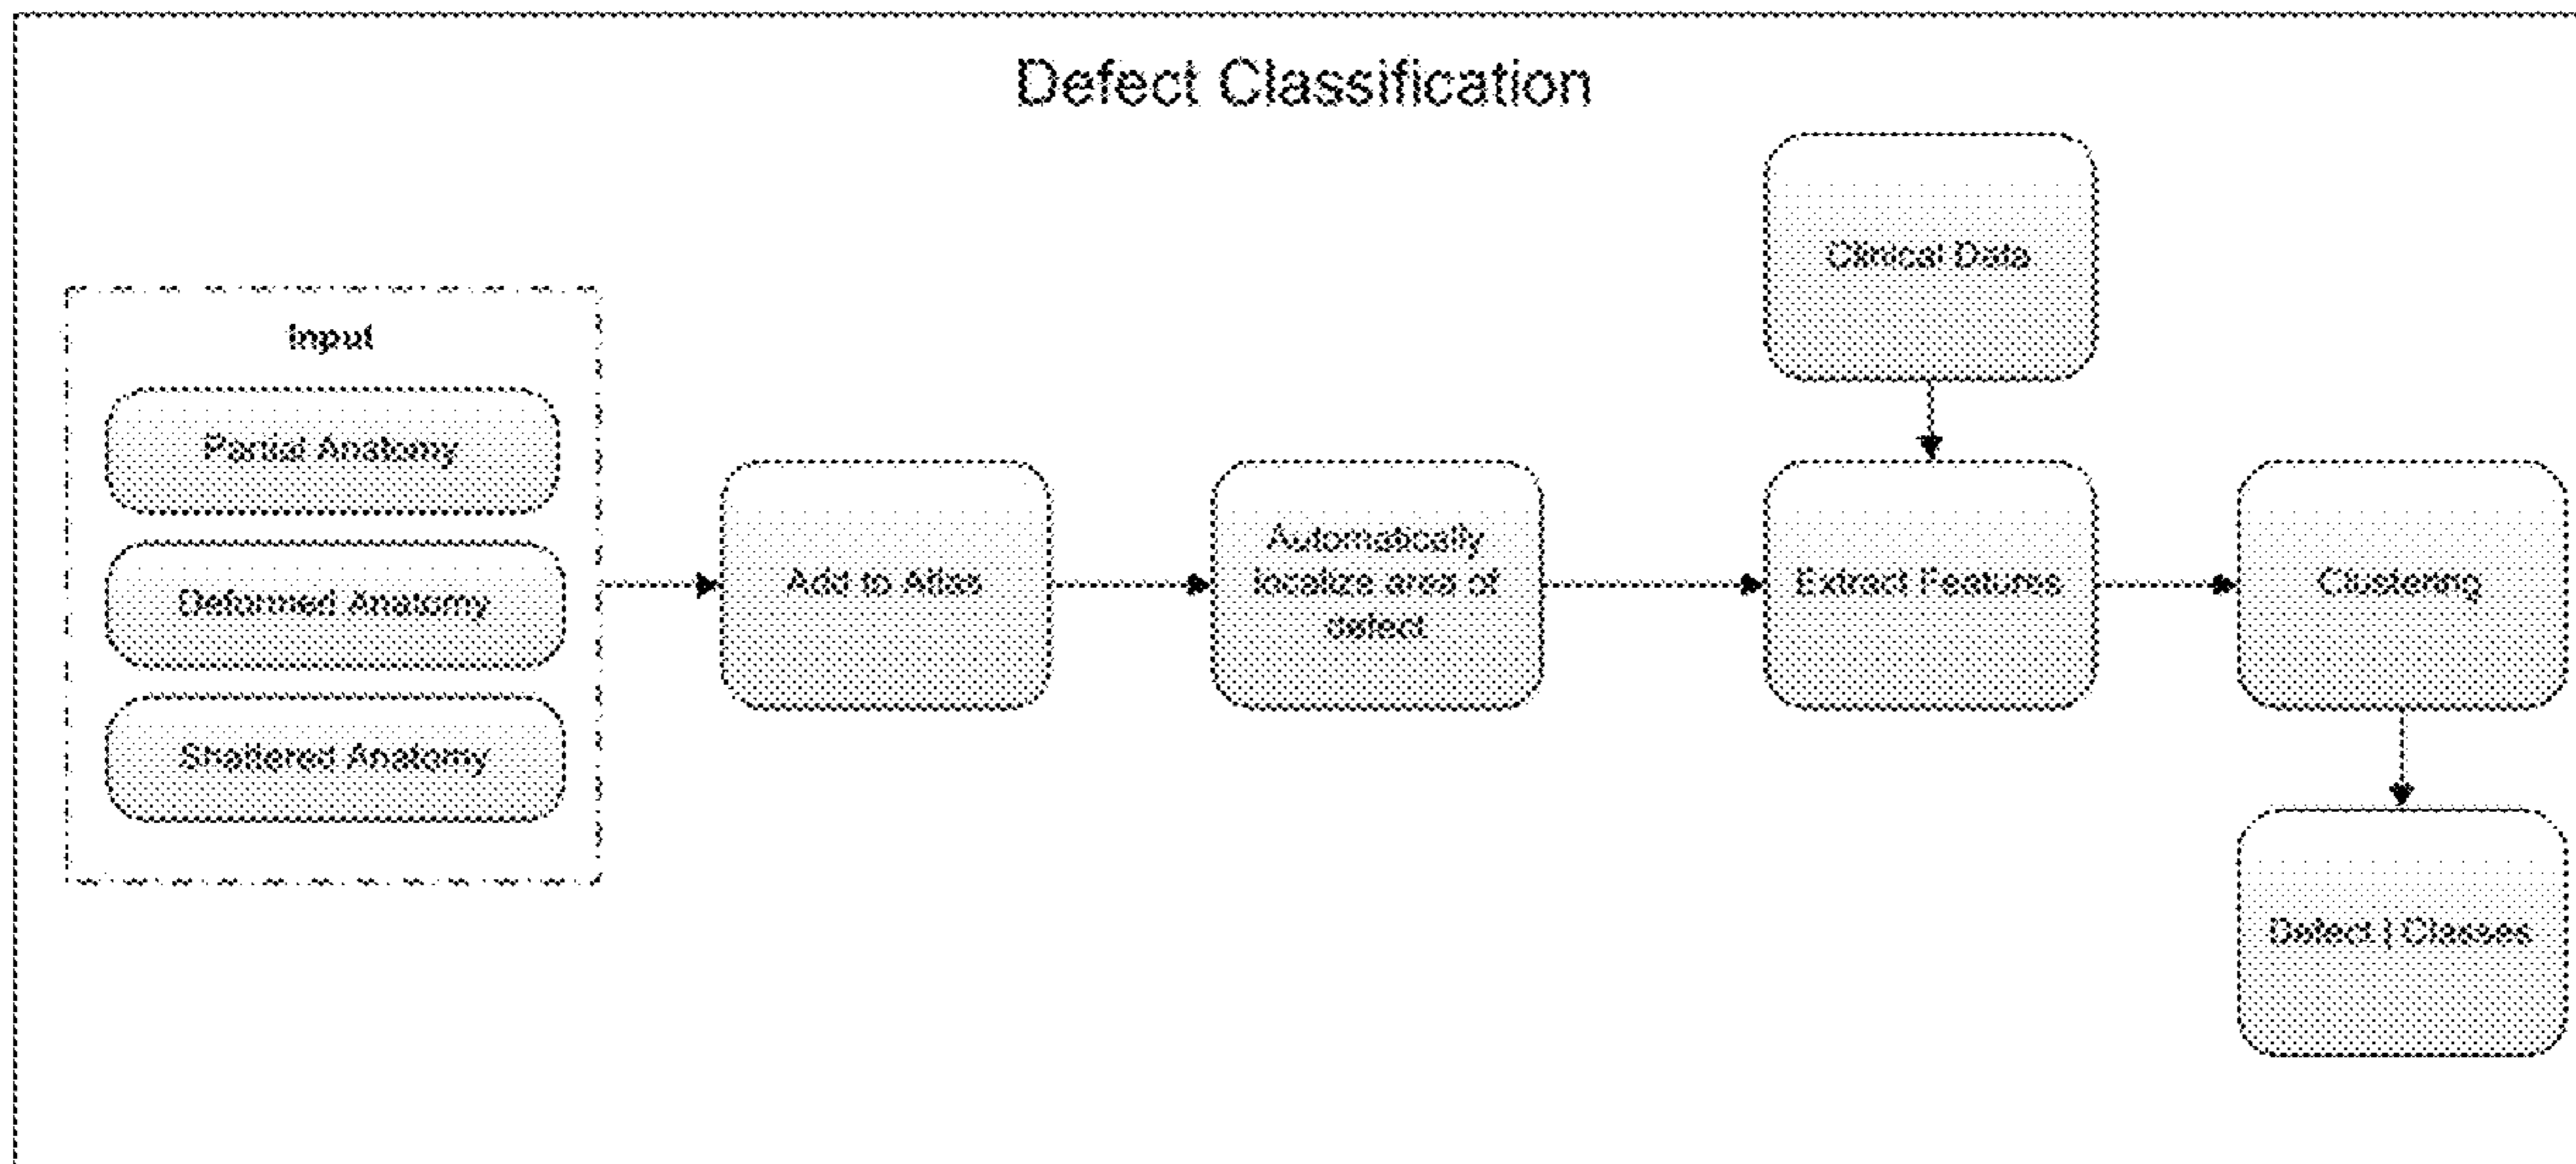 Defect Classification
Clinical Data
Input
Partial Anatomy
Deformed Anatomy
Shattered Anatomy
Add to Atlas
Automatically
localize area of
defect
Extract Features
Clustering
Defect | Classes